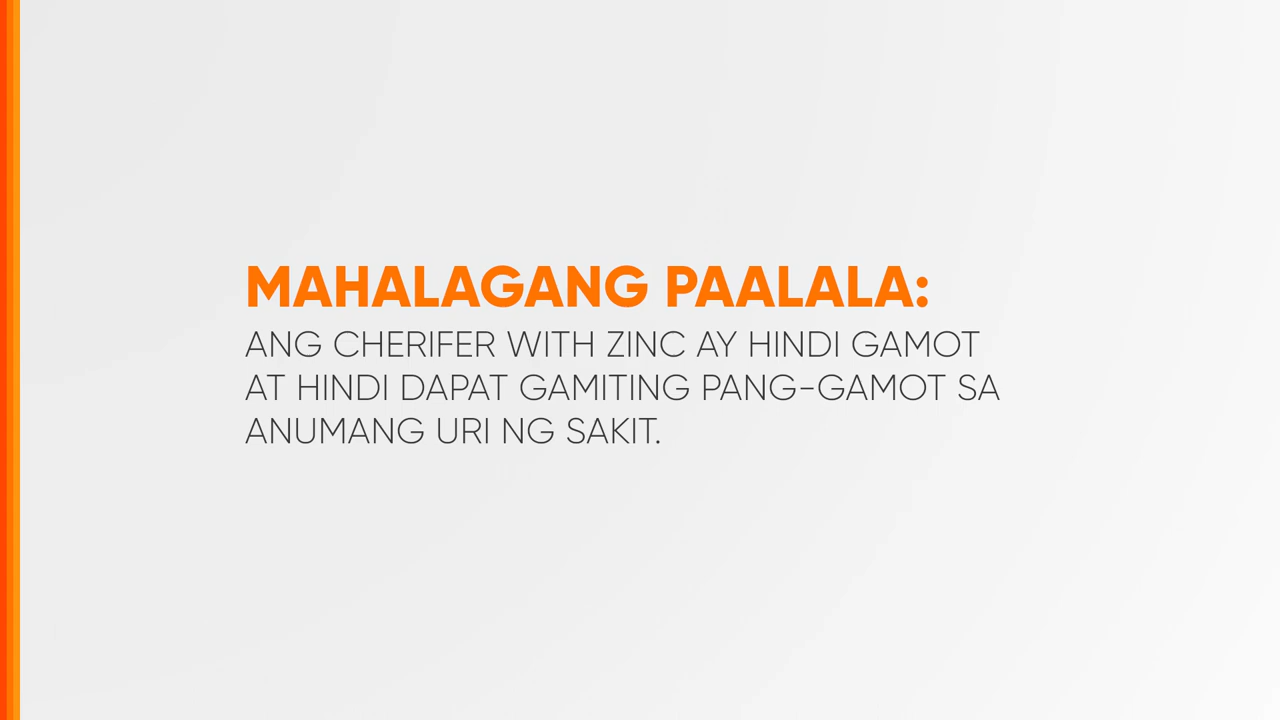 MAHALAGANG PAALALA:
ANG CHERIFER WITH ZINC AY HINDI GAMOT
AT HINDI DAPAT GAMITING PANG-GAMOT SA
ANUMANG URI NG SAKIT.